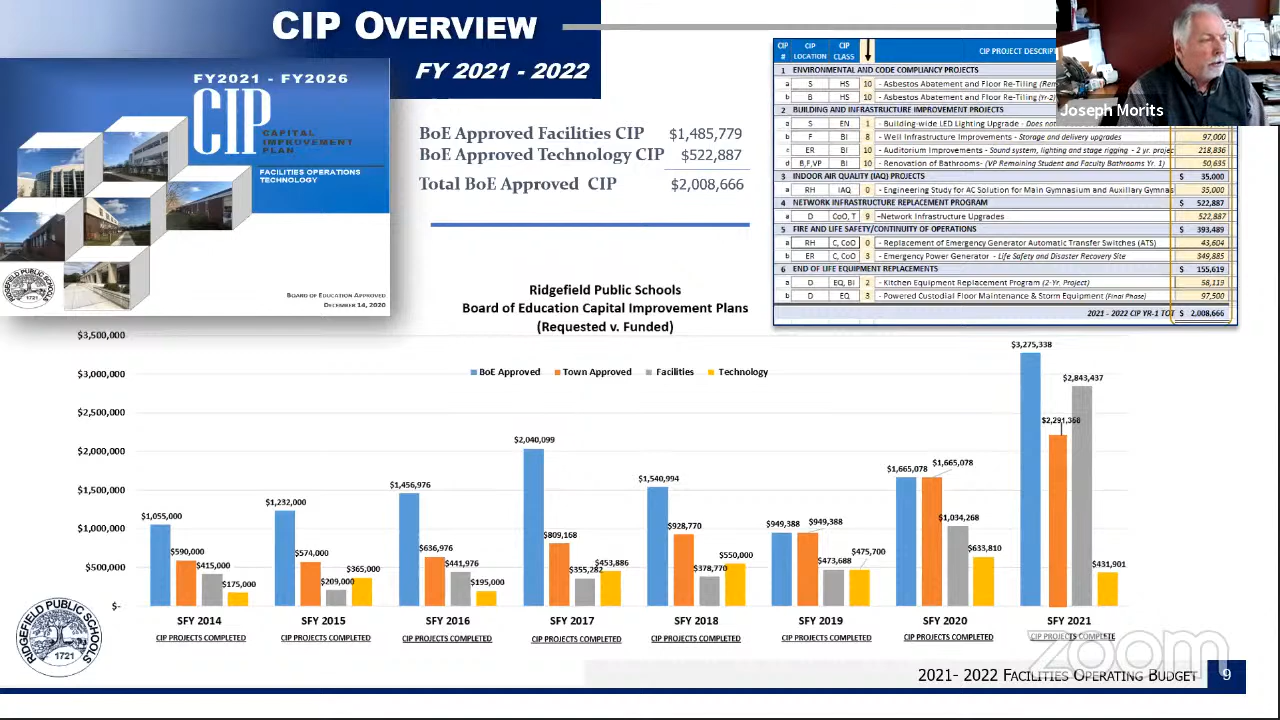 CIP OVERVIEW
FY 2021 - 2022
FY2021 - FY2026
CIP
CAPITAL
IMPROVEMENT
PLAN
FACILITIES OPERATIONS
TECHNOLOGY
BOARD OF EDUCATION APPROVED
DECEMBER 14, 2020
BoE Approved Facilities CIP $1,485,779
BoE Approved Technology CIP $522,887
Total BoE Approved CIP $2,008,666
CIP # CIP LOCATION CIP CLASS CIP PROJECT DESCRIPT
1 ENVIRONMENTAL AND CODE COMPLIANCY PROJECTS
a S HS 10 - Asbestos Abatement and Floor Re-Tiling (Rem
b B HS 10 - Asbestos Abatement and Floor Re-Tiling (Yr-2)
2 BUILDING AND INFRASTRUCTURE IMPROVEMENT PROJECTS
a S EN 1 - Building-wide LED Lighting Upgrade - Does not
b F BI 8 - Well Infrastructure Improvements - Storage and delivery upgrades 97,000
c ER BI 10 - Auditorium Improvements - Sound system, lighting and stage rigging - 2 yr. projec 218,836
d B,F,VP BI 10 - Renovation of Bathrooms- (VP Remaining Student and Faculty Bathrooms Yr. 1) 50,635
3 INDOOR AIR QUALITY (IAQ) PROJECTS $ 35,000
a RH IAQ 0 - Engineering Study for AC Solution for Main Gymnasium and Auxillary Gymnas 35,000
4 NETWORK INFRASTRUCTURE REPLACEMENT PROGRAM $ 522,887
a D CoO, T 9 -Network Infrastructure Upgrades 522,887
5 FIRE AND LIFE SAFETY/CONTINUITY OF OPERATIONS $ 393,489
a RH C, CoO 0 - Replacement of Emergency Generator Automatic Transfer Switches (ATS) 43,604
b ER C, CoO 3 - Emergency Power Generator - Life Safety and Disaster Recovery Site 349,885
6 END OF LIFE EQUIPMENT REPLACEMENTS $ 155,619
a D EQ, BI 2 - Kitchen Equipment Replacement Program (2-Yr. Project) 58,119
b D EQ 3 - Powered Custodial Floor Maintenance & Storm Equipment (Final Phase) 97,500
2021 - 2022 CIP YR-1 TOT $ 2,008,666
Joseph Morits
Ridgefield Public Schools
Board of Education Capital Improvement Plans
(Requested v. Funded)
BoE Approved Town Approved Facilities Technology
$3,500,000
$3,000,000
$2,500,000
$2,000,000
$1,500,000
$1,000,000
$500,000
$-
$1,055,000 $590,000 $415,000 $175,000
$1,232,000 $574,000 $209,000 $365,000
$1,456,976 $636,976 $441,976 $195,000
$2,040,099 $809,168 $355,282 $453,886
$1,540,994 $928,770 $378,770 $550,000
$949,388 $949,388 $473,688 $475,700
$1,665,078 $1,665,078 $1,034,268 $633,810
$3,275,338 $2,291,368 $2,843,437 $431,901
SFY 2014 SFY 2015 SFY 2016 SFY 2017 SFY 2018 SFY 2019 SFY 2020 SFY 2021
CIP PROJECTS COMPLETED CIP PROJECTS COMPLETED CIP PROJECTS COMPLETED CIP PROJECTS COMPLETED CIP PROJECTS COMPLETED CIP PROJECTS COMPLETED CIP PROJECTS COMPLETED CIP PROJECTS COMPLETE
RIDGEFIELD PUBLIC SCHOOLS
1721
zoom
2021- 2022 FACILITIES OPERATING BUDGET 9